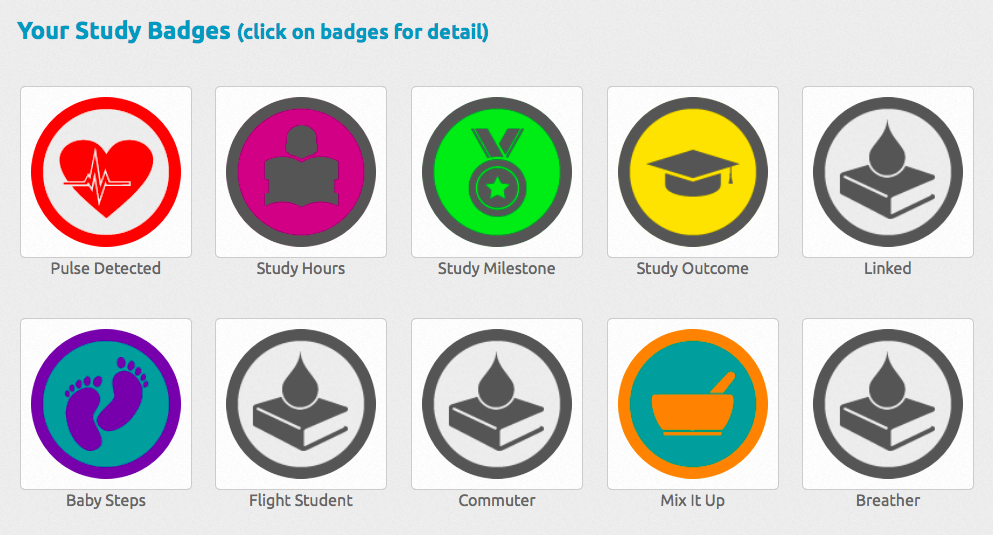 Your Study Badges (click on badges for detail)
Pulse Detected Study Hours Study Milestone Study Outcome Linked
Baby Steps Flight Student Commuter Mix It Up Breather